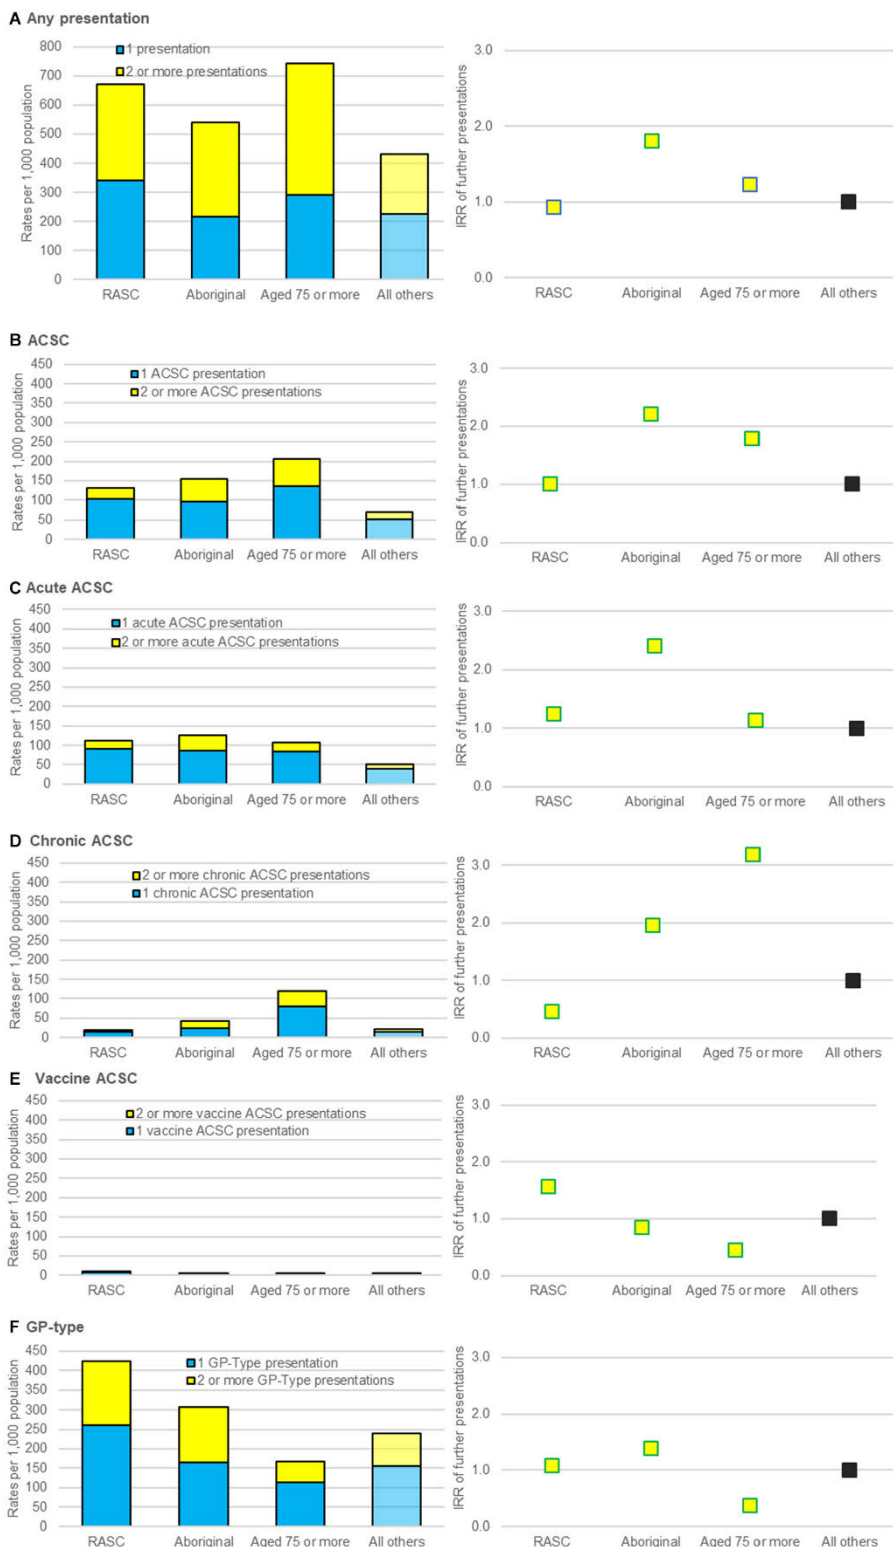 A Any presentation
Rates per 1,000 population
800
700
600
500
400
300
200
100
0
1 presentation
2 or more presentations
RASC Aboriginal Aged 75 or more All others
IRR of further presentations
3.0
2.0
1.0
0.0
RASC Aboriginal Aged 75 or more All others
B ACSC
Rates per 1,000 population
450
400
350
300
250
200
150
100
50
0
1 ACSC presentation
2 or more ACSC presentations
RASC Aboriginal Aged 75 or more All others
IRR of further presentations
3.0
2.0
1.0
0.0
RASC Aboriginal Aged 75 or more All others
C Acute ACSC
Rates per 1,000 population
450
400
350
300
250
200
150
100
50
0
1 acute ACSC presentation
2 or more acute ACSC presentations
RASC Aboriginal Aged 75 or more All others
IRR of further presentations
3.0
2.0
1.0
0.0
RASC Aboriginal Aged 75 or more All others
D Chronic ACSC
Rates per 1,000 population
450
400
350
300
250
200
150
100
50
0
2 or more chronic ACSC presentations
1 chronic ACSC presentation
RASC Aboriginal Aged 75 or more All others
IRR of further presentations
3.0
2.0
1.0
0.0
RASC Aboriginal Aged 75 or more All others
E Vaccine ACSC
Rates per 1,000 population
450
400
350
300
250
200
150
100
50
0
2 or more vaccine ACSC presentations
1 vaccine ACSC presentation
RASC Aboriginal Aged 75 or more All others
IRR of further presentations
3.0
2.0
1.0
0.0
RASC Aboriginal Aged 75 or more All others
F GP-type
Rates per 1,000 population
450
400
350
300
250
200
150
100
50
0
1 GP-Type presentation
2 or more GP-Type presentations
RASC Aboriginal Aged 75 or more All others
IRR of further presentations
3.0
2.0
1.0
0.0
RASC Aboriginal Aged 75 or more All others